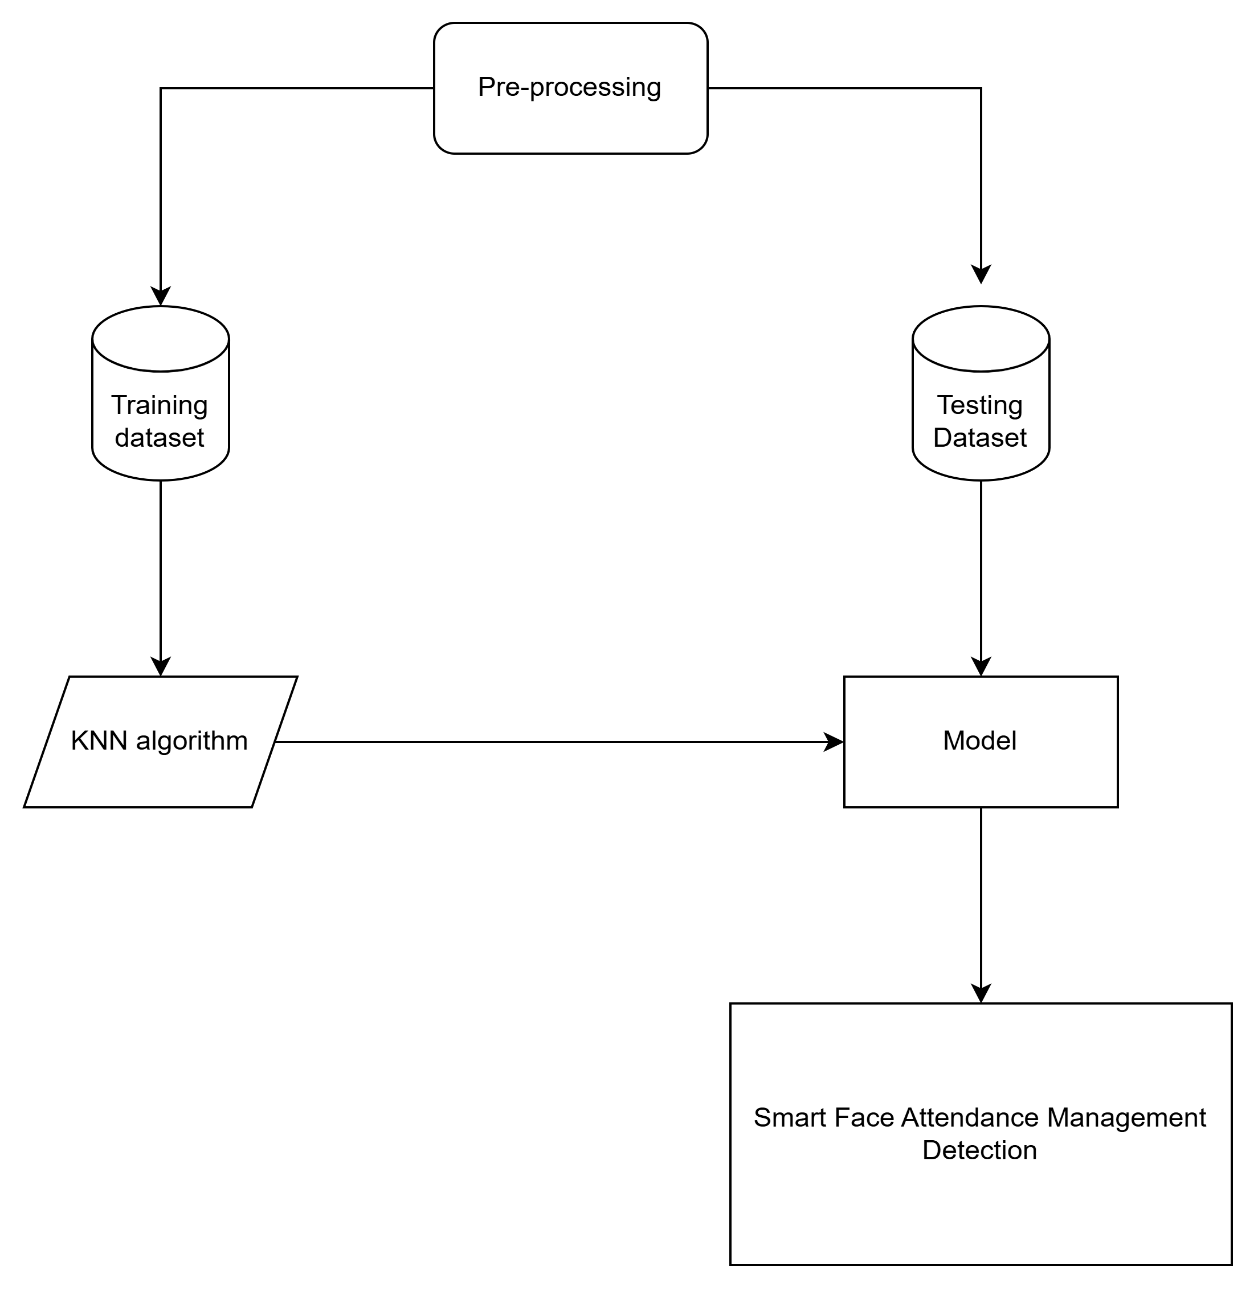 Pre-processing
Training
dataset
Testing
Dataset
KNN algorithm
Model
Smart Face Attendance Management
Detection